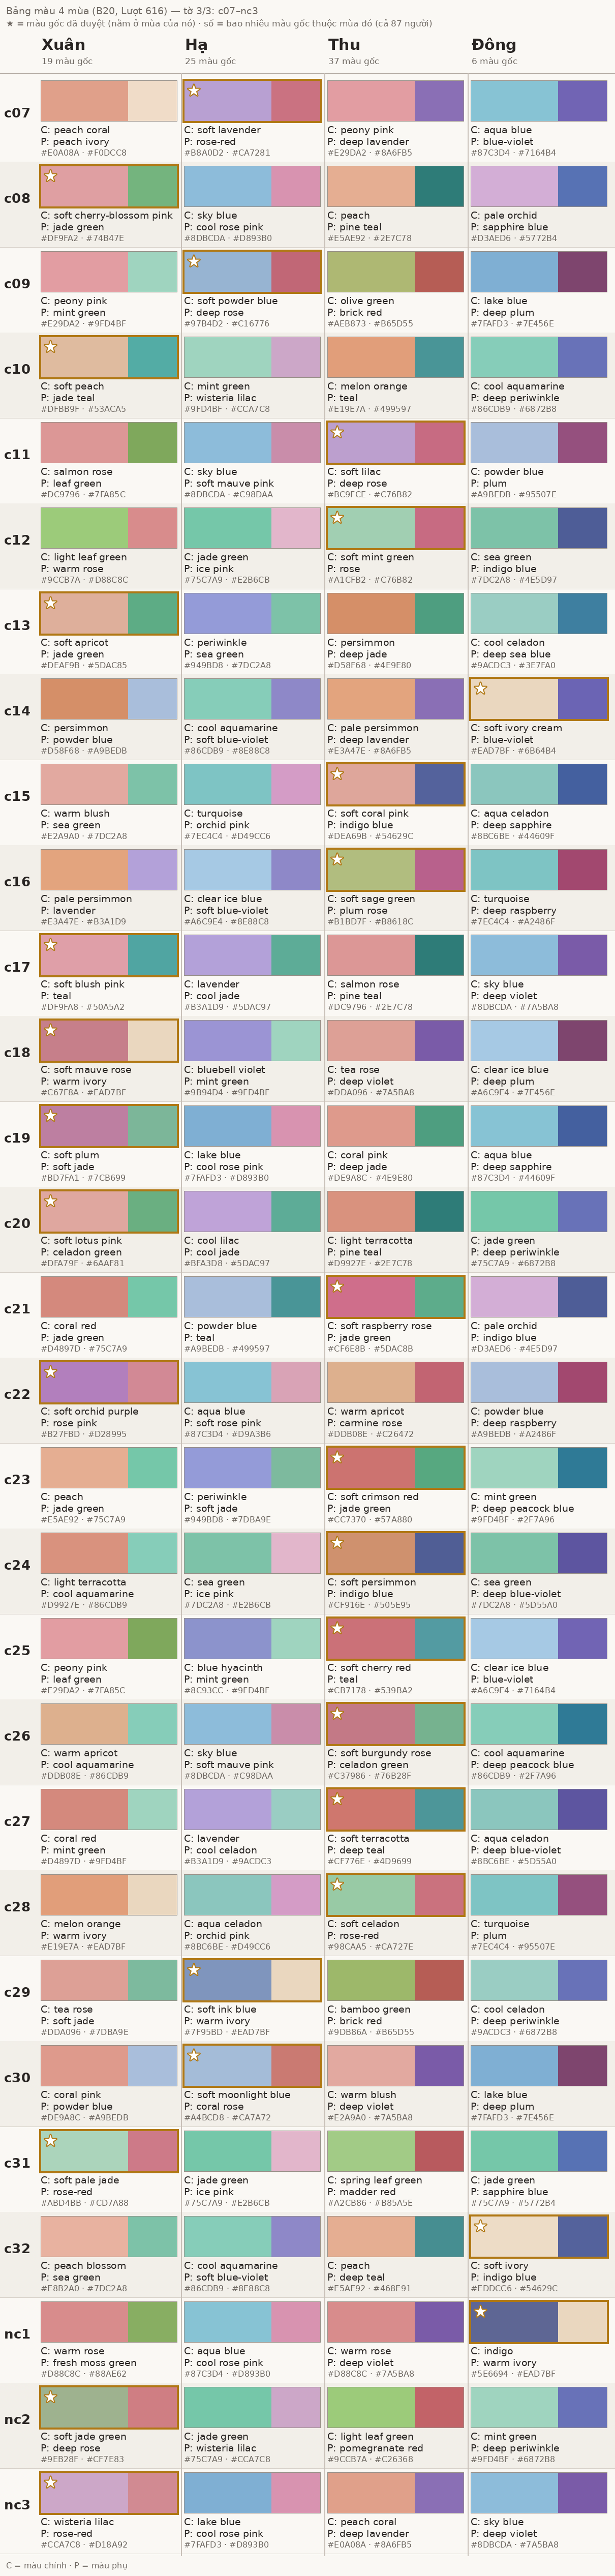 Bảng màu 4 mùa (B20, Lượt 616) — tờ 3/3: c07–nc3
★ = màu gốc đã duyệt (nằm ở mùa của nó) · số = bao nhiêu màu gốc thuộc mùa đó (cả 87 người)
Xuân Hạ Thu Đông
19 màu gốc 25 màu gốc 37 màu gốc 6 màu gốc
c07
C: peach coral C: soft lavender C: peony pink C: aqua blue
P: peach ivory P: rose-red P: deep lavender P: blue-violet
#E0A08A · #F0DCC8 #B8A0D2 · #CA7281 #E29DA2 · #8A6FB5 #87C3D4 · #7164B4
c08
C: soft cherry-blossom pink C: sky blue C: peach C: pale orchid
P: jade green P: cool rose pink P: pine teal P: sapphire blue
#DF9FA2 · #74B47E #8DBCDA · #D893B0 #E5AE92 · #2E7C78 #D3AED6 · #5772B4
c09
C: peony pink C: soft powder blue C: olive green C: lake blue
P: mint green P: deep rose P: brick red P: deep plum
#E29DA2 · #9FD4BF #97B4D2 · #C16776 #AEB873 · #B65D55 #7FAFD3 · #7E456E
c10
C: soft peach C: mint green C: melon orange C: cool aquamarine
P: jade teal P: wisteria lilac P: teal P: deep periwinkle
#DFBB9F · #53ACA5 #9FD4BF · #CCA7C8 #E19E7A · #499597 #86CDB9 · #6872B8
c11
C: salmon rose C: sky blue C: soft lilac C: powder blue
P: leaf green P: soft mauve pink P: deep rose P: plum
#DC9796 · #7FA85C #8DBCDA · #C98DAA #BC9FCE · #C76B82 #A9BEDB · #95507E
c12
C: light leaf green C: jade green C: soft mint green C: sea green
P: warm rose P: ice pink P: rose P: indigo blue
#9CCB7A · #D88C8C #75C7A9 · #E2B6CB #A1CFB2 · #C76B82 #7DC2A8 · #4E5D97
c13
C: soft apricot C: periwinkle C: persimmon C: cool celadon
P: jade green P: sea green P: deep jade P: deep sea blue
#DEAF9B · #5DAC85 #949BD8 · #7DC2A8 #D58F68 · #4E9E80 #9ACDC3 · #3E7FA0
c14
C: persimmon C: cool aquamarine C: pale persimmon C: soft ivory cream
P: powder blue P: soft blue-violet P: deep lavender P: blue-violet
#D58F68 · #A9BEDB #86CDB9 · #8E88C8 #E3A47E · #8A6FB5 #EAD7BF · #6B64B4
c15
C: warm blush C: turquoise C: soft coral pink C: aqua celadon
P: sea green P: orchid pink P: indigo blue P: deep sapphire
#E2A9A0 · #7DC2A8 #7EC4C4 · #D49CC6 #DEA69B · #54629C #8BC6BE · #44609F
c16
C: pale persimmon C: clear ice blue C: soft sage green C: turquoise
P: lavender P: soft blue-violet P: plum rose P: deep raspberry
#E3A47E · #B3A1D9 #A6C9E4 · #8E88C8 #B1BD7F · #B8618C #7EC4C4 · #A2486F
c17
C: soft blush pink C: lavender C: salmon rose C: sky blue
P: teal P: cool jade P: pine teal P: deep violet
#DF9FA8 · #50A5A2 #B3A1D9 · #5DAC97 #DC9796 · #2E7C78 #8DBCDA · #7A5BA8
c18
C: soft mauve rose C: bluebell violet C: tea rose C: clear ice blue
P: warm ivory P: mint green P: deep violet P: deep plum
#C67F8A · #EAD7BF #9B94D4 · #9FD4BF #DDA096 · #7A5BA8 #A6C9E4 · #7E456E
c19
C: soft plum C: lake blue C: coral pink C: aqua blue
P: soft jade P: cool rose pink P: deep jade P: deep sapphire
#BD7FA1 · #7CB699 #7FAFD3 · #D893B0 #DE9A8C · #4E9E80 #87C3D4 · #44609F
c20
C: soft lotus pink C: cool lilac C: light terracotta C: jade green
P: celadon green P: cool jade P: pine teal P: deep periwinkle
#DFA79F · #6AAF81 #BFA3D8 · #5DAC97 #D9927E · #2E7C78 #75C7A9 · #6872B8
c21
C: coral red C: powder blue C: soft raspberry rose C: pale orchid
P: jade green P: teal P: jade green P: indigo blue
#D4897D · #75C7A9 #A9BEDB · #499597 #CF6E8B · #5DAC8B #D3AED6 · #4E5D97
c22
C: soft orchid purple C: aqua blue C: warm apricot C: powder blue
P: rose pink P: soft rose pink P: carmine rose P: deep raspberry
#B27FBD · #D28995 #87C3D4 · #D9A3B6 #DDB08E · #C26472 #A9BEDB · #A2486F
c23
C: peach C: periwinkle C: soft crimson red C: mint green
P: jade green P: soft jade P: jade green P: deep peacock blue
#E5AE92 · #75C7A9 #949BD8 · #7DBA9E #CC7370 · #57A880 #9FD4BF · #2F7A96
c24
C: light terracotta C: sea green C: soft persimmon C: sea green
P: cool aquamarine P: ice pink P: indigo blue P: deep blue-violet
#D9927E · #86CDB9 #7DC2A8 · #E2B6CB #CF916E · #505E95 #7DC2A8 · #5D55A0
c25
C: peony pink C: blue hyacinth C: soft cherry red C: clear ice blue
P: leaf green P: mint green P: teal P: blue-violet
#E29DA2 · #7FA85C #8C93CC · #9FD4BF #CB7178 · #539BA2 #A6C9E4 · #7164B4
c26
C: warm apricot C: sky blue C: soft burgundy rose C: cool aquamarine
P: cool aquamarine P: soft mauve pink P: celadon green P: deep peacock blue
#DDB08E · #86CDB9 #8DBCDA · #C98DAA #C37986 · #76B28F #86CDB9 · #2F7A96
c27
C: coral red C: lavender C: soft terracotta C: aqua celadon
P: mint green P: cool celadon P: deep teal P: deep blue-violet
#D4897D · #9FD4BF #B3A1D9 · #9ACDC3 #CF776E · #4D9699 #8BC6BE · #5D55A0
c28
C: melon orange C: aqua celadon C: soft celadon C: turquoise
P: warm ivory P: orchid pink P: rose-red P: plum
#E19E7A · #EAD7BF #8BC6BE · #D49CC6 #98CAA5 · #CA727E #7EC4C4 · #95507E
c29
C: tea rose C: soft ink blue C: bamboo green C: cool celadon
P: soft jade P: warm ivory P: brick red P: deep periwinkle
#DDA096 · #7DBA9E #7F95BD · #EAD7BF #9DB86A · #B65D55 #9ACDC3 · #6872B8
c30
C: coral pink C: soft moonlight blue C: warm blush C: lake blue
P: powder blue P: coral rose P: deep violet P: deep plum
#DE9A8C · #A9BEDB #A4BCD8 · #CA7A72 #E2A9A0 · #7A5BA8 #7FAFD3 · #7E456E
c31
C: soft pale jade C: jade green C: spring leaf green C: jade green
P: rose-red P: ice pink P: madder red P: sapphire blue
#ABD4BB · #CD7A88 #75C7A9 · #E2B6CB #A2CB86 · #B85A5E #75C7A9 · #5772B4
c32
C: peach blossom C: cool aquamarine C: peach C: soft ivory
P: sea green P: soft blue-violet P: deep teal P: indigo blue
#E8B2A0 · #7DC2A8 #86CDB9 · #8E88C8 #E5AE92 · #468E91 #EDDCC6 · #54629C
nc1
C: warm rose C: aqua blue C: warm rose C: indigo
P: fresh moss green P: cool rose pink P: deep violet P: warm ivory
#D88C8C · #88AE62 #87C3D4 · #D893B0 #D88C8C · #7A5BA8 #5E6694 · #EAD7BF
nc2
C: soft jade green C: jade green C: light leaf green C: mint green
P: deep rose P: wisteria lilac P: pomegranate red P: deep periwinkle
#9EB28F · #CF7E83 #75C7A9 · #CCA7C8 #9CCB7A · #C26368 #9FD4BF · #6872B8
nc3
C: wisteria lilac C: lake blue C: peach coral C: sky blue
P: rose-red P: cool rose pink P: deep lavender P: deep violet
#CCA7C8 · #D18A92 #7FAFD3 · #D893B0 #E0A08A · #8A6FB5 #8DBCDA · #7A5BA8
C = màu chính · P = màu phụ